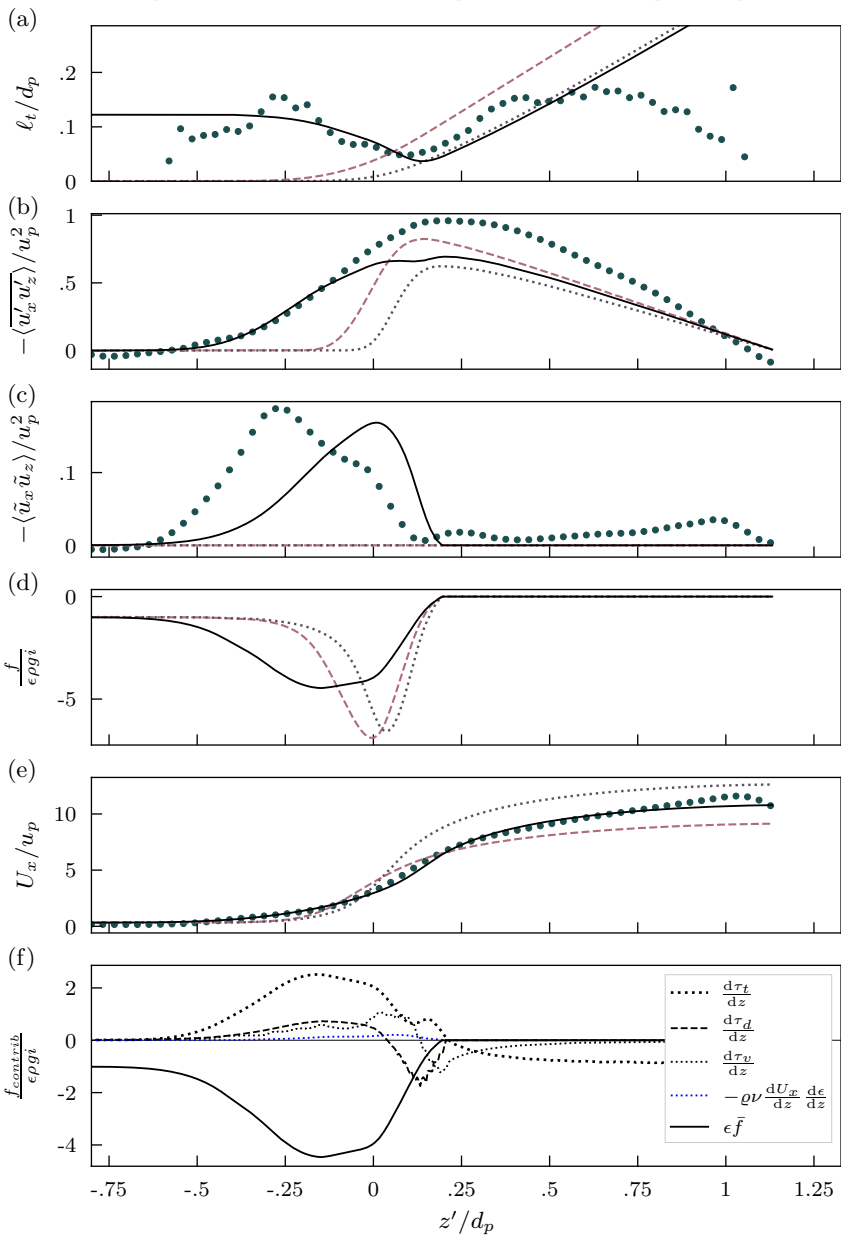 (a)
.2
.1
0
ℓ_t/d_p
(b)
1
.5
0
−⟨\overline{u′_x u′_z}⟩/u_p^2
(c)
.1
0
−⟨ũ_x ũ_z⟩/u_p^2
(d)
0
-5
f/ϵρgi
(e)
10
5
0
U_x/u_p
(f)
2
0
-2
-4
f_contrib/ϵρgi
dτ_t/dz
dτ_d/dz
dτ_v/dz
−ϱν dU_x/dz dϵ/dz
ϵf̄
-.75 -.5 -.25 0 .25 .5 .75 1 1.25
z′/d_p